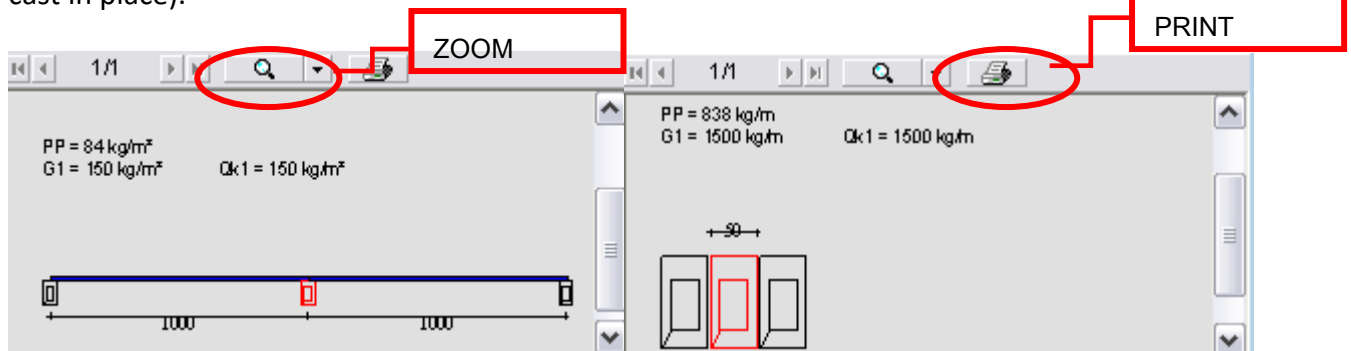 cast in place).
ZOOM
PRINT
1/1
PP = 84 kg/m²
G1 = 150 kg/m² Qk1 = 150 kg/m²
1000 1000
1/1
PP = 838 kg/m
G1 = 1500 kg/m Qk1 = 1500 kg/m
50